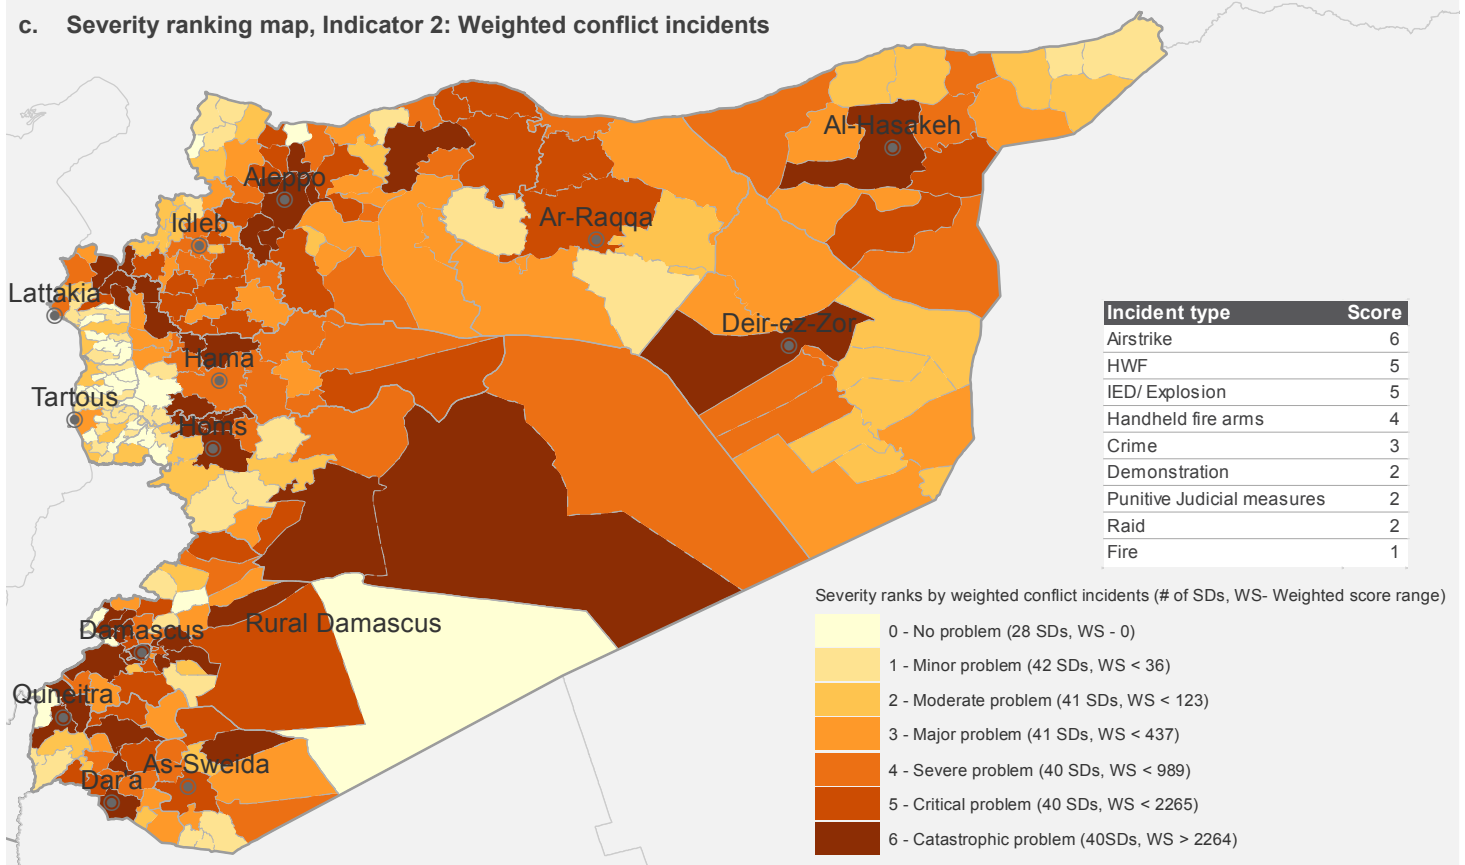 c. Severity ranking map, Indicator 2: Weighted conflict incidents
Al-Hasakeh
Aleppo
Idleb
Ar-Raqqa
Lattakia
Deir-ez-Zor
Hama
Tartous
Homs
Incident type Score
Airstrike 6
HWF 5
IED/ Explosion 5
Handheld fire arms 4
Crime 3
Demonstration 2
Punitive Judicial measures 2
Raid 2
Fire 1
Damascus
Rural Damascus
Quneitra
As-Sweida
Dar'a
Severity ranks by weighted conflict incidents (# of SDs, WS- Weighted score range)
0 - No problem (28 SDs, WS - 0)
1 - Minor problem (42 SDs, WS < 36)
2 - Moderate problem (41 SDs, WS < 123)
3 - Major problem (41 SDs, WS < 437)
4 - Severe problem (40 SDs, WS < 989)
5 - Critical problem (40 SDs, WS < 2265)
6 - Catastrophic problem (40SDs, WS > 2264)